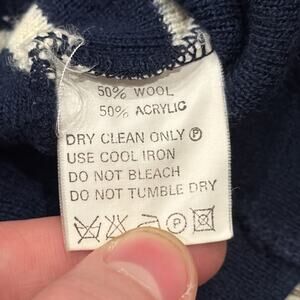 50% WOOL
50% ACRYLIC
DRY CLEAN ONLY Ⓟ
USE COOL IRON
DO NOT BLEACH
DO NOT TUMBLE DRY
Ⓟ